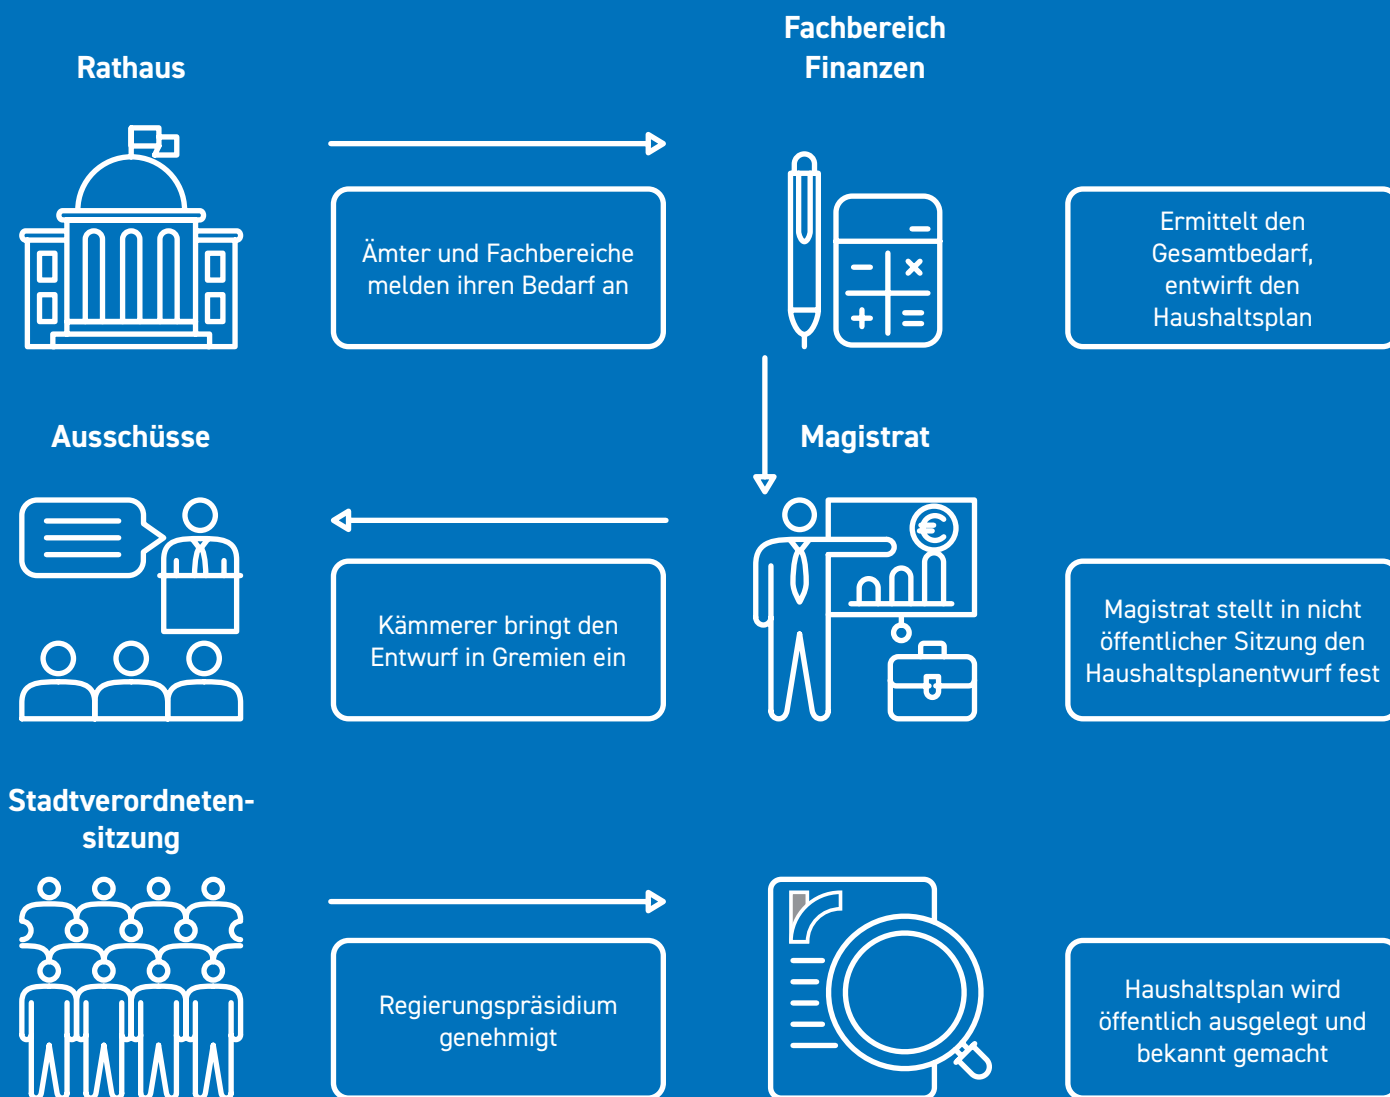 Rathaus
Fachbereich
Finanzen
Ämter und Fachbereiche
melden ihren Bedarf an
Ermittelt den
Gesamtbedarf,
entwirft den
Haushaltsplan
Ausschüsse
Magistrat
Kämmerer bringt den
Entwurf in Gremien ein
€
Magistrat stellt in nicht
öffentlicher Sitzung den
Haushaltsplanentwurf fest
Stadtverordneten-
sitzung
Regierungspräsidium
genehmigt
Haushaltsplan wird
öffentlich ausgelegt und
bekannt gemacht